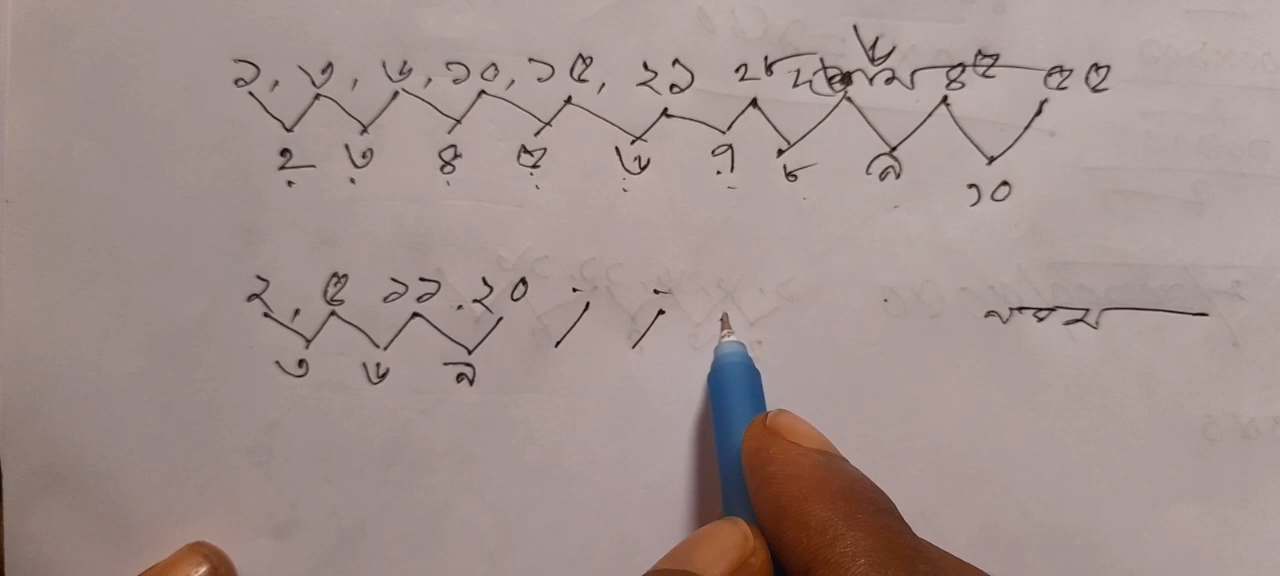 ১, ৩, ৬, ১০, ১৫, ২১ ২৮ ৩৬ ৪৫ ৫৫
২ ৩ ৪ ৫ ৬ ৭ ৮ ৯ ১০
২, ৫ ১১.২০
৩ ৬ ৯